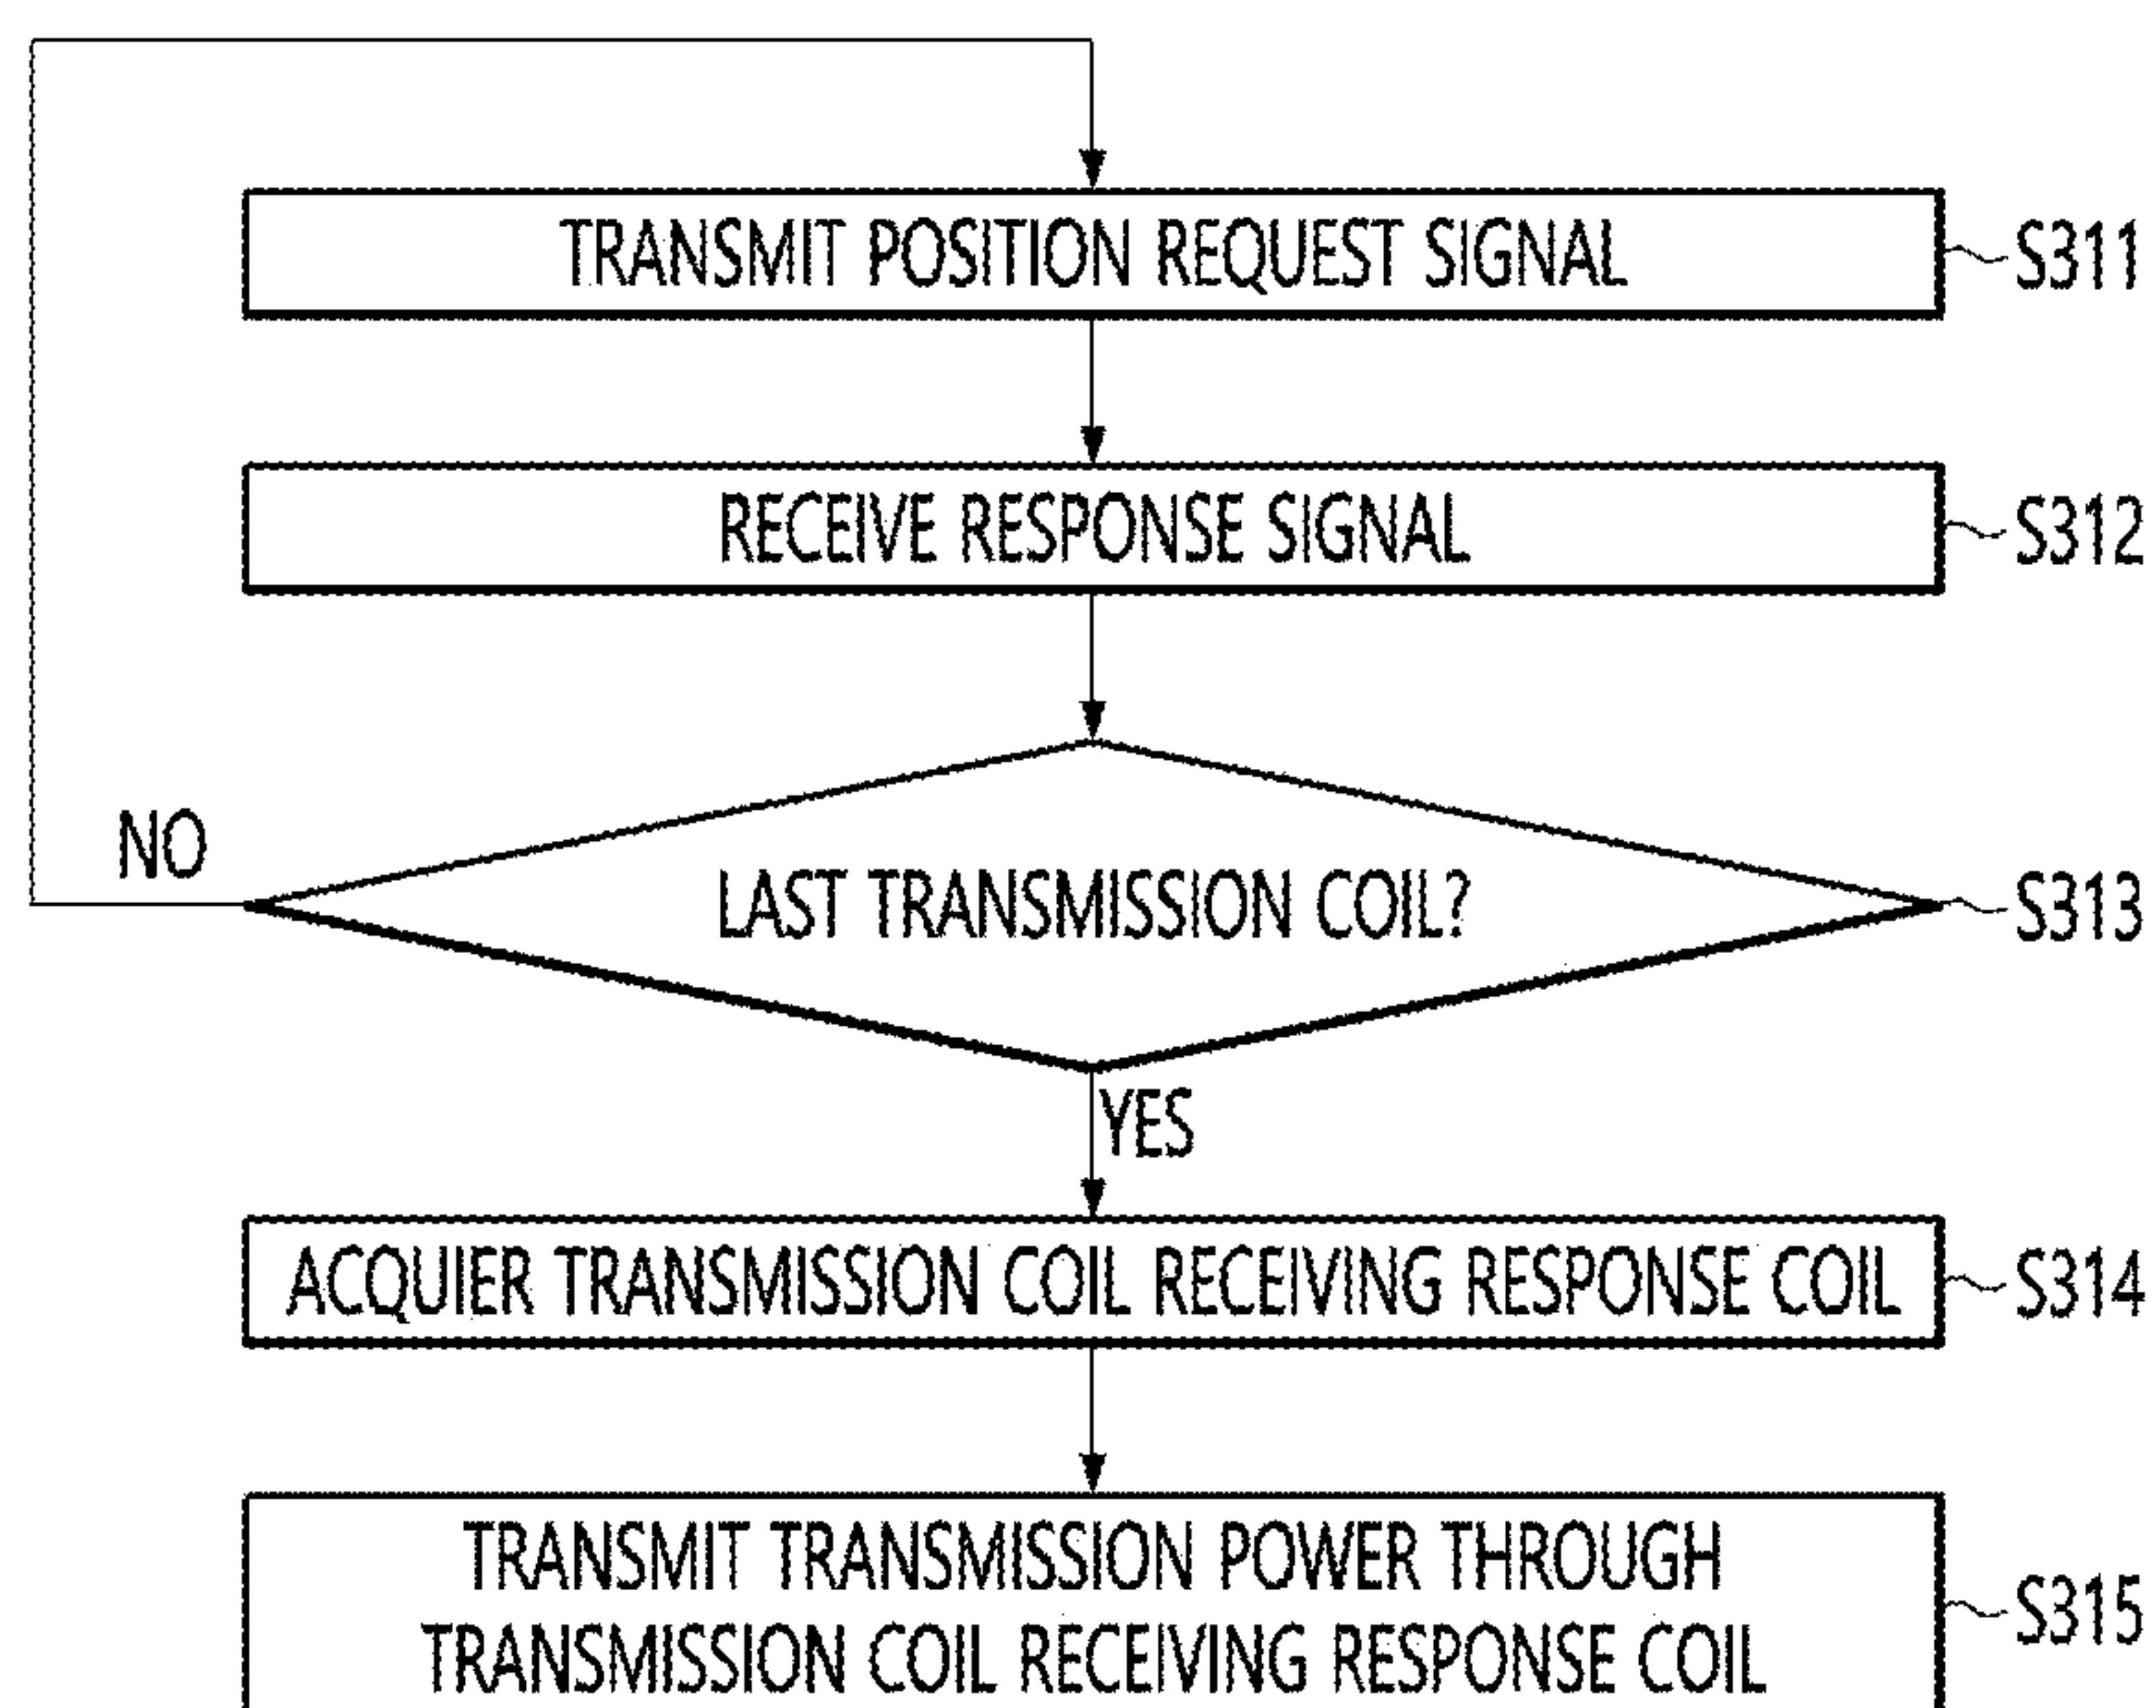 TRANSMIT POSITION REQUEST SIGNAL
S311
RECEIVE RESPONSE SIGNAL
S312
NO
LAST TRANSMISSION COIL?
S313
YES
ACQUIER TRANSMISSION COIL RECEIVING RESPONSE COIL
S314
TRANSMIT TRANSMISSION POWER THROUGH
TRANSMISSION COIL RECEIVING RESPONSE COIL
S315